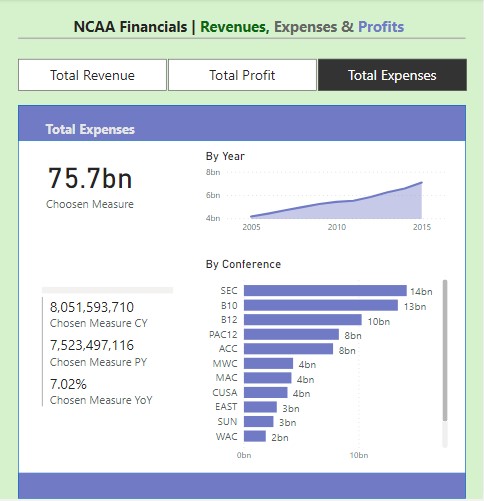 NCAA Financials | Revenues, Expenses & Profits
Total Revenue
Total Profit
Total Expenses
Total Expenses
75.7bn
Choosen Measure
8,051,593,710
Chosen Measure CY
7,523,497,116
Chosen Measure PY
7.02%
Chosen Measure YoY
By Year
8bn
6bn
4bn
2005
2010
2015
By Conference
SEC 14bn
B10 13bn
B12 10bn
PAC12 8bn
ACC 8bn
MWC 4bn
MAC 4bn
CUSA 4bn
EAST 3bn
SUN 3bn
WAC 2bn
0bn
10bn